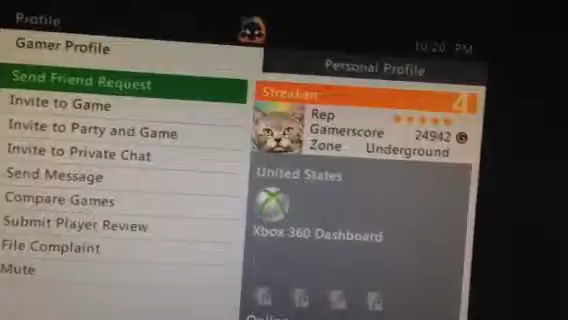 Profile
10:20 PM
Gamer Profile
Personal Profile
Send Friend Request
Invite to Game
Invite to Party and Game
Invite to Private Chat
Send Message
Compare Games
Submit Player Review
File Complaint
Mute
Streakan
4
Rep
Gamerscore 24942 G
Zone Underground
United States
Xbox 360 Dashboard
Online